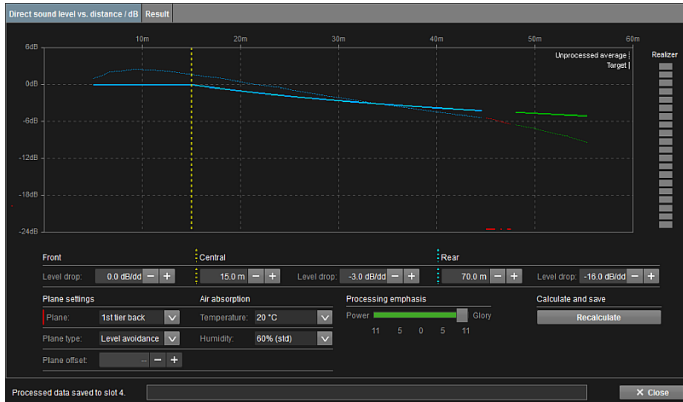 Direct sound level vs. distance / dB Result
10m 20m 30m 40m 50m 60m
6dB
Unprocessed average
Target
Realizer
0dB
-6dB
-12dB
-18dB
-24dB
Front Central Rear
Level drop: 0.0 dB/dd − + 15.0 m − + Level drop: -3.0 dB/dd − + 70.0 m − + Level drop: -16.0 dB/dd − +
Plane settings Air absorption Processing emphasis Calculate and save
Plane: 1st tier back Temperature: 20 °C Power Glory Recalculate
11 5 0 5 11
Plane type: Level avoidance Humidity: 60% (std)
Plane offset: -- − +
Processed data saved to slot 4. × Close